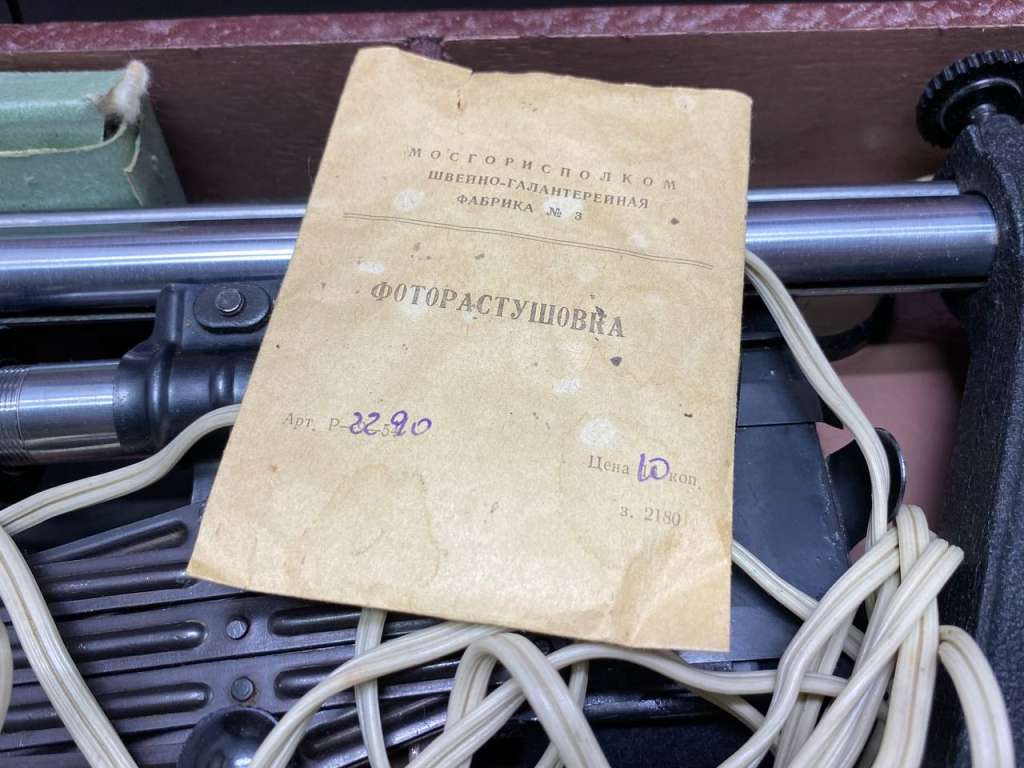 МОСГОРИСПОЛКОМ
ШВЕЙНО-ГАЛАНТЕРЕЙНАЯ
ФАБРИКА № 3
ФОТОРАСТУШОВКА
Арт. Р-2290
Цена 10 коп.
з. 2180